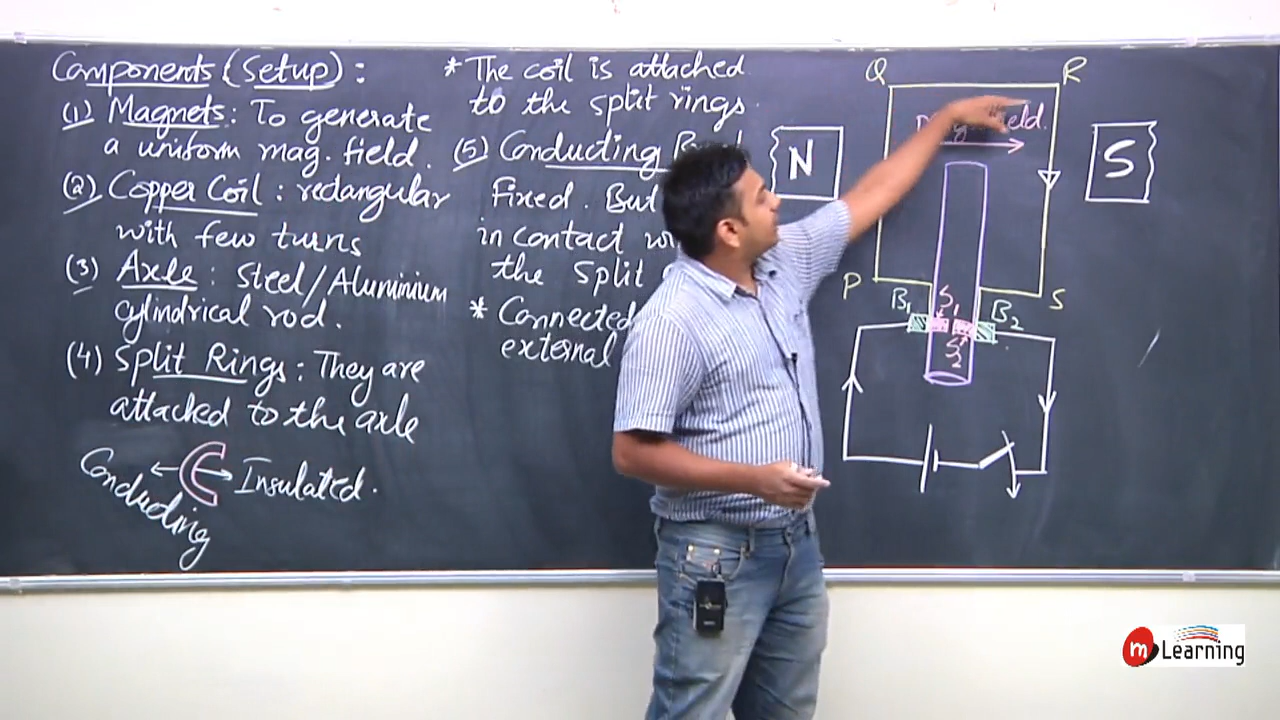 Components (Setup) :
(1) Magnets : To generate
a uniform mag. field.
(2) Copper Coil : rectangular
with few turns
(3) Axle : Steel/Aluminium
cylindrical rod.
(4) Split Rings : They are
attached to the axle
Conducting
Insulated.
* The coil is attached
to the split rings.
(5) Conducting
Fixed. But
in contact
the split
* Connected
external
Q
R
N
S
P
S
B1
S1
B2
S2
m Learning